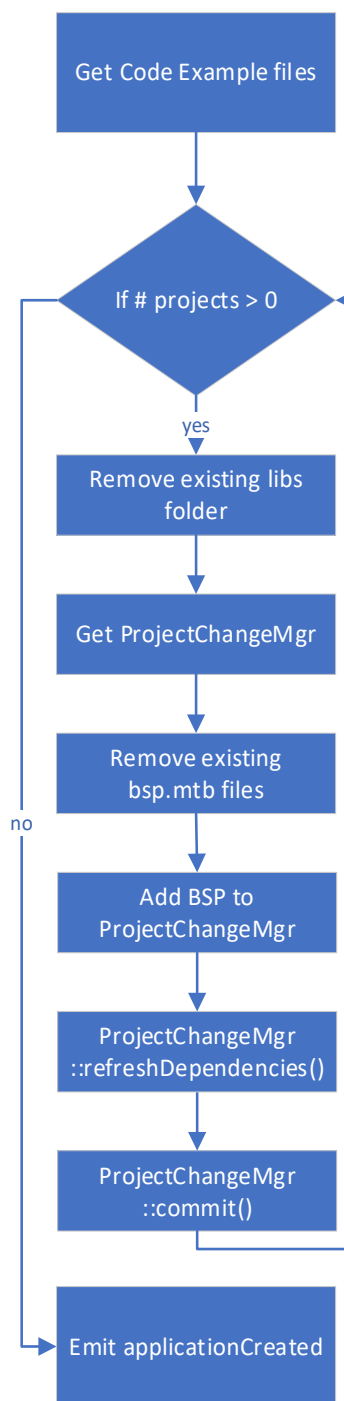 Get Code Example files
If # projects > 0
yes
Remove existing libs
folder
Get ProjectChangeMgr
Remove existing
bsp.mtb files
no
Add BSP to
ProjectChangeMgr
ProjectChangeMgr
::refreshDependencies()
ProjectChangeMgr
::commit()
Emit applicationCreated